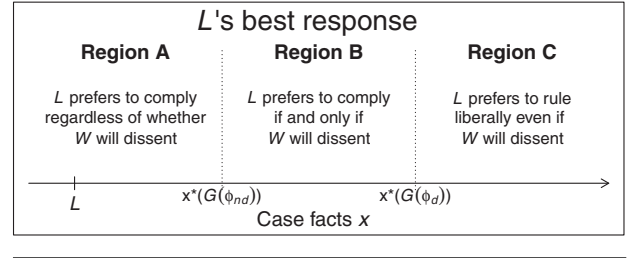 L's best response
Region A Region B Region C
L prefers to comply regardless of whether W will dissent
L prefers to comply if and only if W will dissent
L prefers to rule liberally even if W will dissent
L x*(G(ϕnd)) x*(G(ϕd))
Case facts x